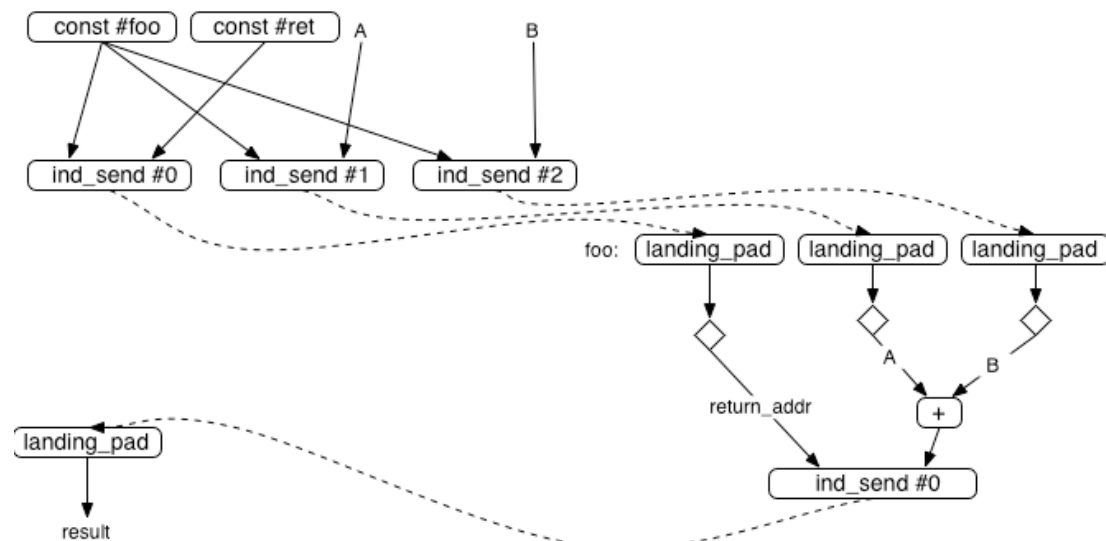 const #foo
const #ret
A
B
ind_send #0
ind_send #1
ind_send #2
foo:
landing_pad
landing_pad
landing_pad
A
B
return_addr
+
landing_pad
ind_send #0
result